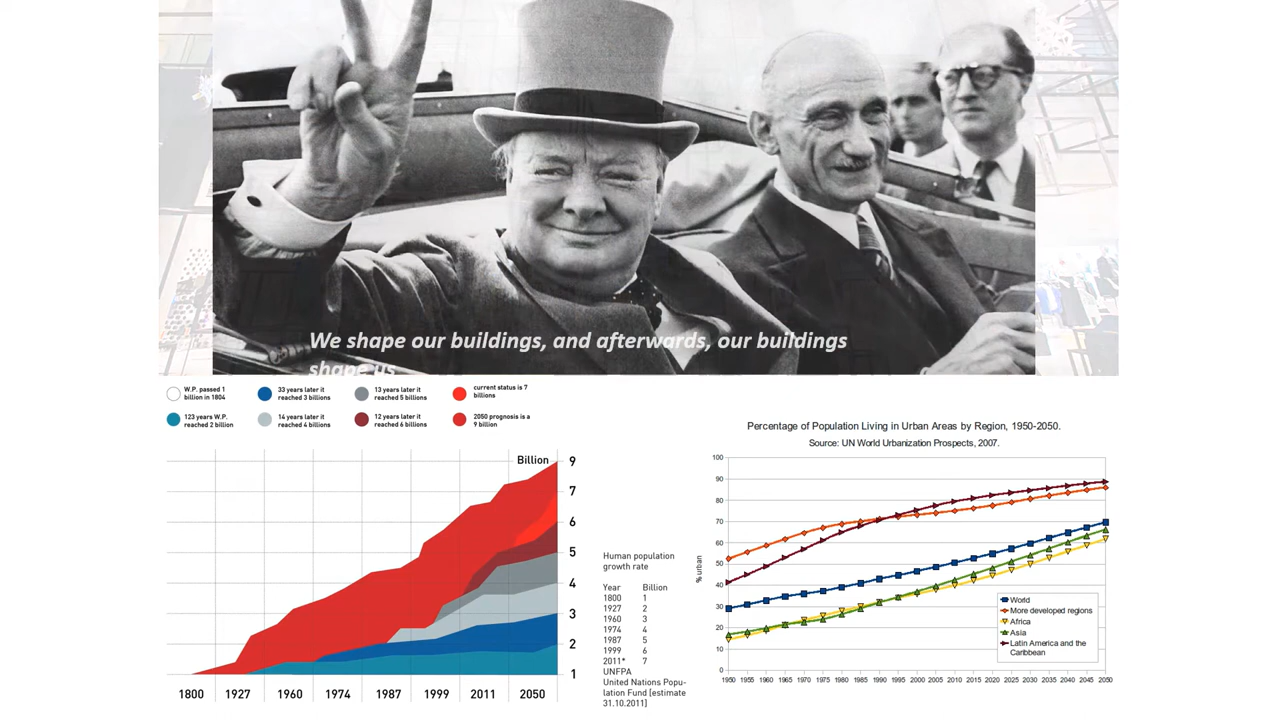 We shape our buildings, and afterwards, our buildings
shape us
W.P. passed 1
billion in 1804
33 years later it
reached 3 billions
13 years later it
reached 5 billions
current status is 7
billions
123 years W.P.
reached 2 billion
14 years later it
reached 4 billions
12 years later it
reached 6 billions
2050 prognosis is a
9 billion
Billion
9
7
6
5
4
3
2
1
1800 1927 1960 1974 1987 1999 2011 2050
Human population
growth rate
Year Billion
1800 1
1927 2
1960 3
1974 4
1987 5
1999 6
2011* 7
UNFPA
United Nations Popu-
lation Fund [estimate
31.10.2011]
Percentage of Population Living in Urban Areas by Region, 1950-2050.
Source: UN World Urbanization Prospects, 2007.
% urban
100
90
80
70
60
50
40
30
20
10
0
World
More developed regions
Africa
Asia
Latin America and the
Caribbean
1950 1955 1960 1965 1970 1975 1980 1985 1990 1995 2000 2005 2010 2015 2020 2025 2030 2035 2040 2045 2050